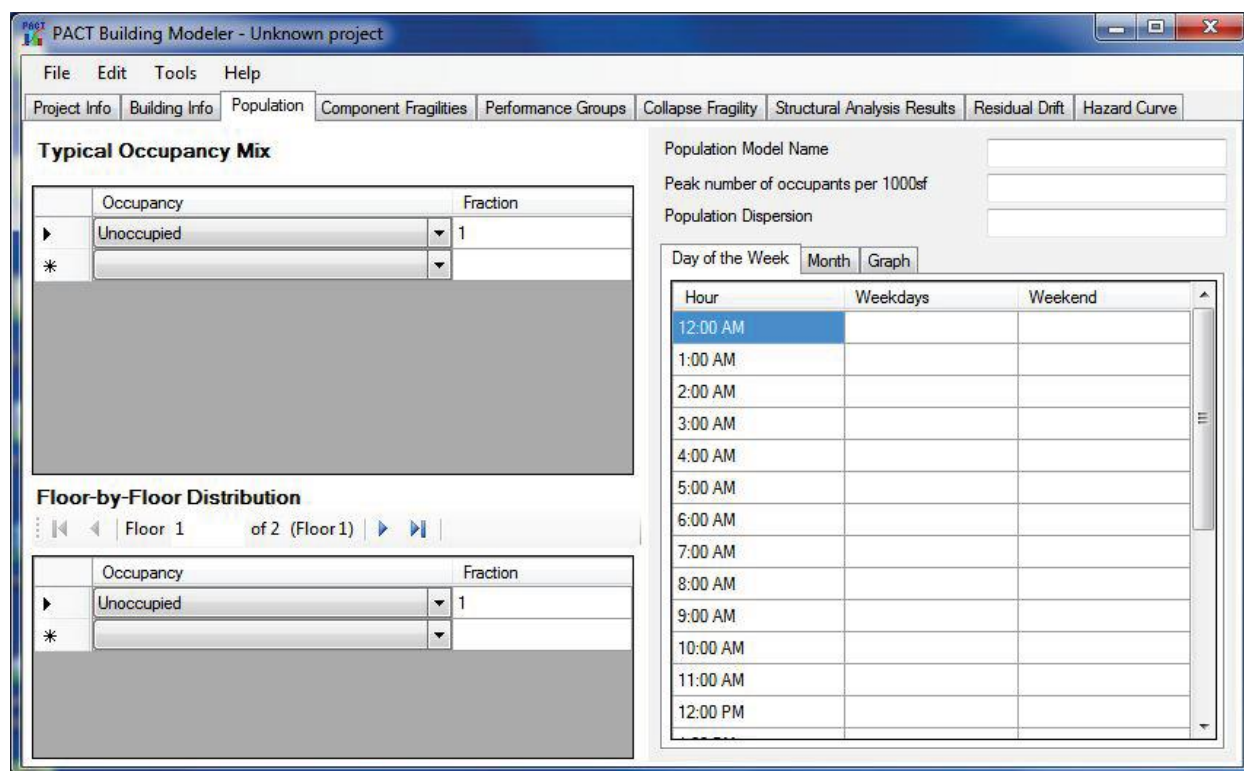 PACT PACT Building Modeler - Unknown project
File Edit Tools Help
Project Info Building Info Population Component Fragilities Performance Groups Collapse Fragility Structural Analysis Results Residual Drift Hazard Curve
Typical Occupancy Mix
Occupancy Fraction
Unoccupied 1
Floor-by-Floor Distribution
Floor 1 of 2 (Floor 1)
Occupancy Fraction
Unoccupied 1
Population Model Name
Peak number of occupants per 1000sf
Population Dispersion
Day of the Week Month Graph
Hour Weekdays Weekend
12:00 AM
1:00 AM
2:00 AM
3:00 AM
4:00 AM
5:00 AM
6:00 AM
7:00 AM
8:00 AM
9:00 AM
10:00 AM
11:00 AM
12:00 PM